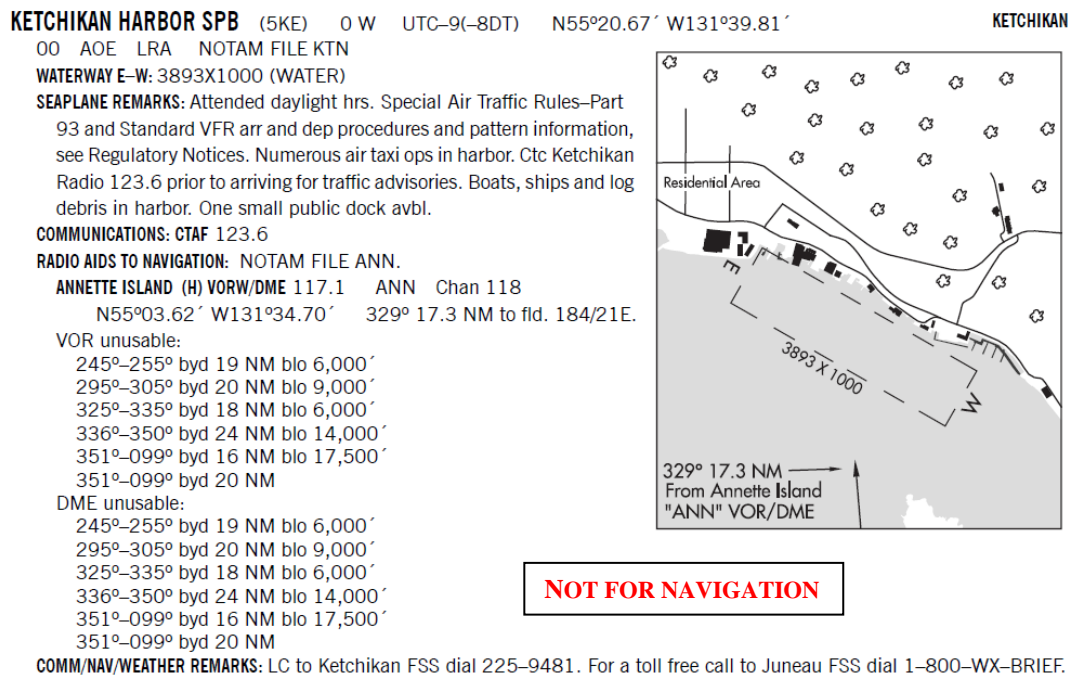 KETCHIKAN HARBOR SPB (5KE) 0 W UTC–9(–8DT) N55º20.67´ W131º39.81´ KETCHIKAN
00 AOE LRA NOTAM FILE KTN
WATERWAY E–W: 3893X1000 (WATER)
SEAPLANE REMARKS: Attended daylight hrs. Special Air Traffic Rules–Part
93 and Standard VFR arr and dep procedures and pattern information,
see Regulatory Notices. Numerous air taxi ops in harbor. Ctc Ketchikan
Radio 123.6 prior to arriving for traffic advisories. Boats, ships and log
debris in harbor. One small public dock avbl.
COMMUNICATIONS: CTAF 123.6
RADIO AIDS TO NAVIGATION: NOTAM FILE ANN.
ANNETTE ISLAND (H) VORW/DME 117.1 ANN Chan 118
N55º03.62´ W131º34.70´ 329º 17.3 NM to fld. 184/21E.
VOR unusable:
245º–255º byd 19 NM blo 6,000´
295º–305º byd 20 NM blo 9,000´
325º–335º byd 18 NM blo 6,000´
336º–350º byd 24 NM blo 14,000´
351º–099º byd 16 NM blo 17,500´
351º–099º byd 20 NM
DME unusable:
245º–255º byd 19 NM blo 6,000´
295º–305º byd 20 NM blo 9,000´
325º–335º byd 18 NM blo 6,000´
336º–350º byd 24 NM blo 14,000´
351º–099º byd 16 NM blo 17,500´
351º–099º byd 20 NM
COMM/NAV/WEATHER REMARKS: LC to Ketchikan FSS dial 225–9481. For a toll free call to Juneau FSS dial 1–800–WX–BRIEF.
Residential Area
E
3893 X 1000
W
329º 17.3 NM
From Annette Island
"ANN" VOR/DME
NOT FOR NAVIGATION